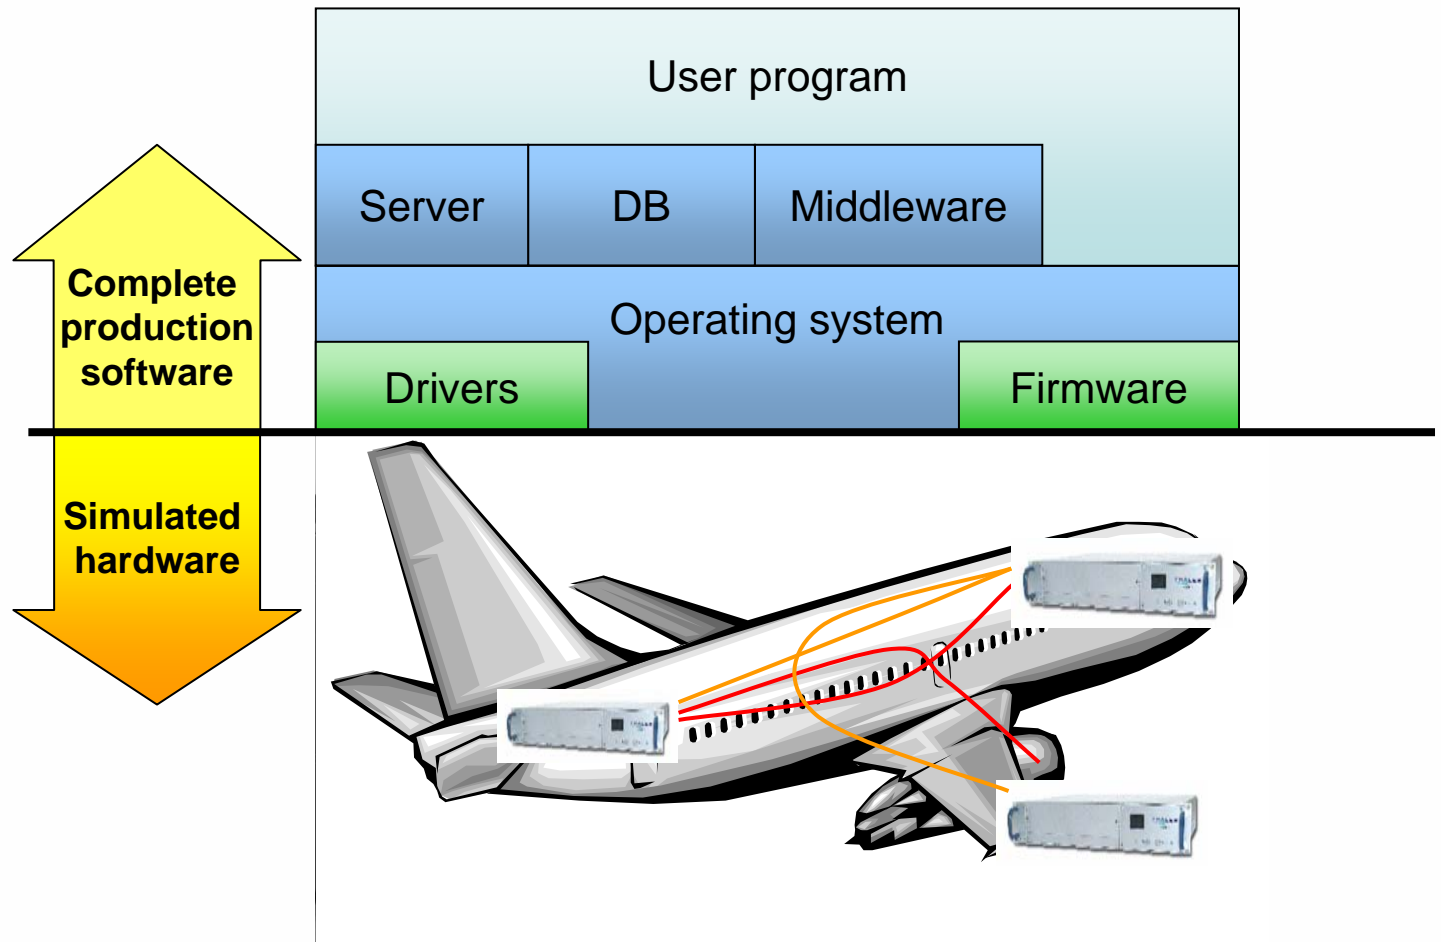 User program
Server
DB
Middleware
Operating system
Drivers
Firmware
Complete
production
software
Simulated
hardware